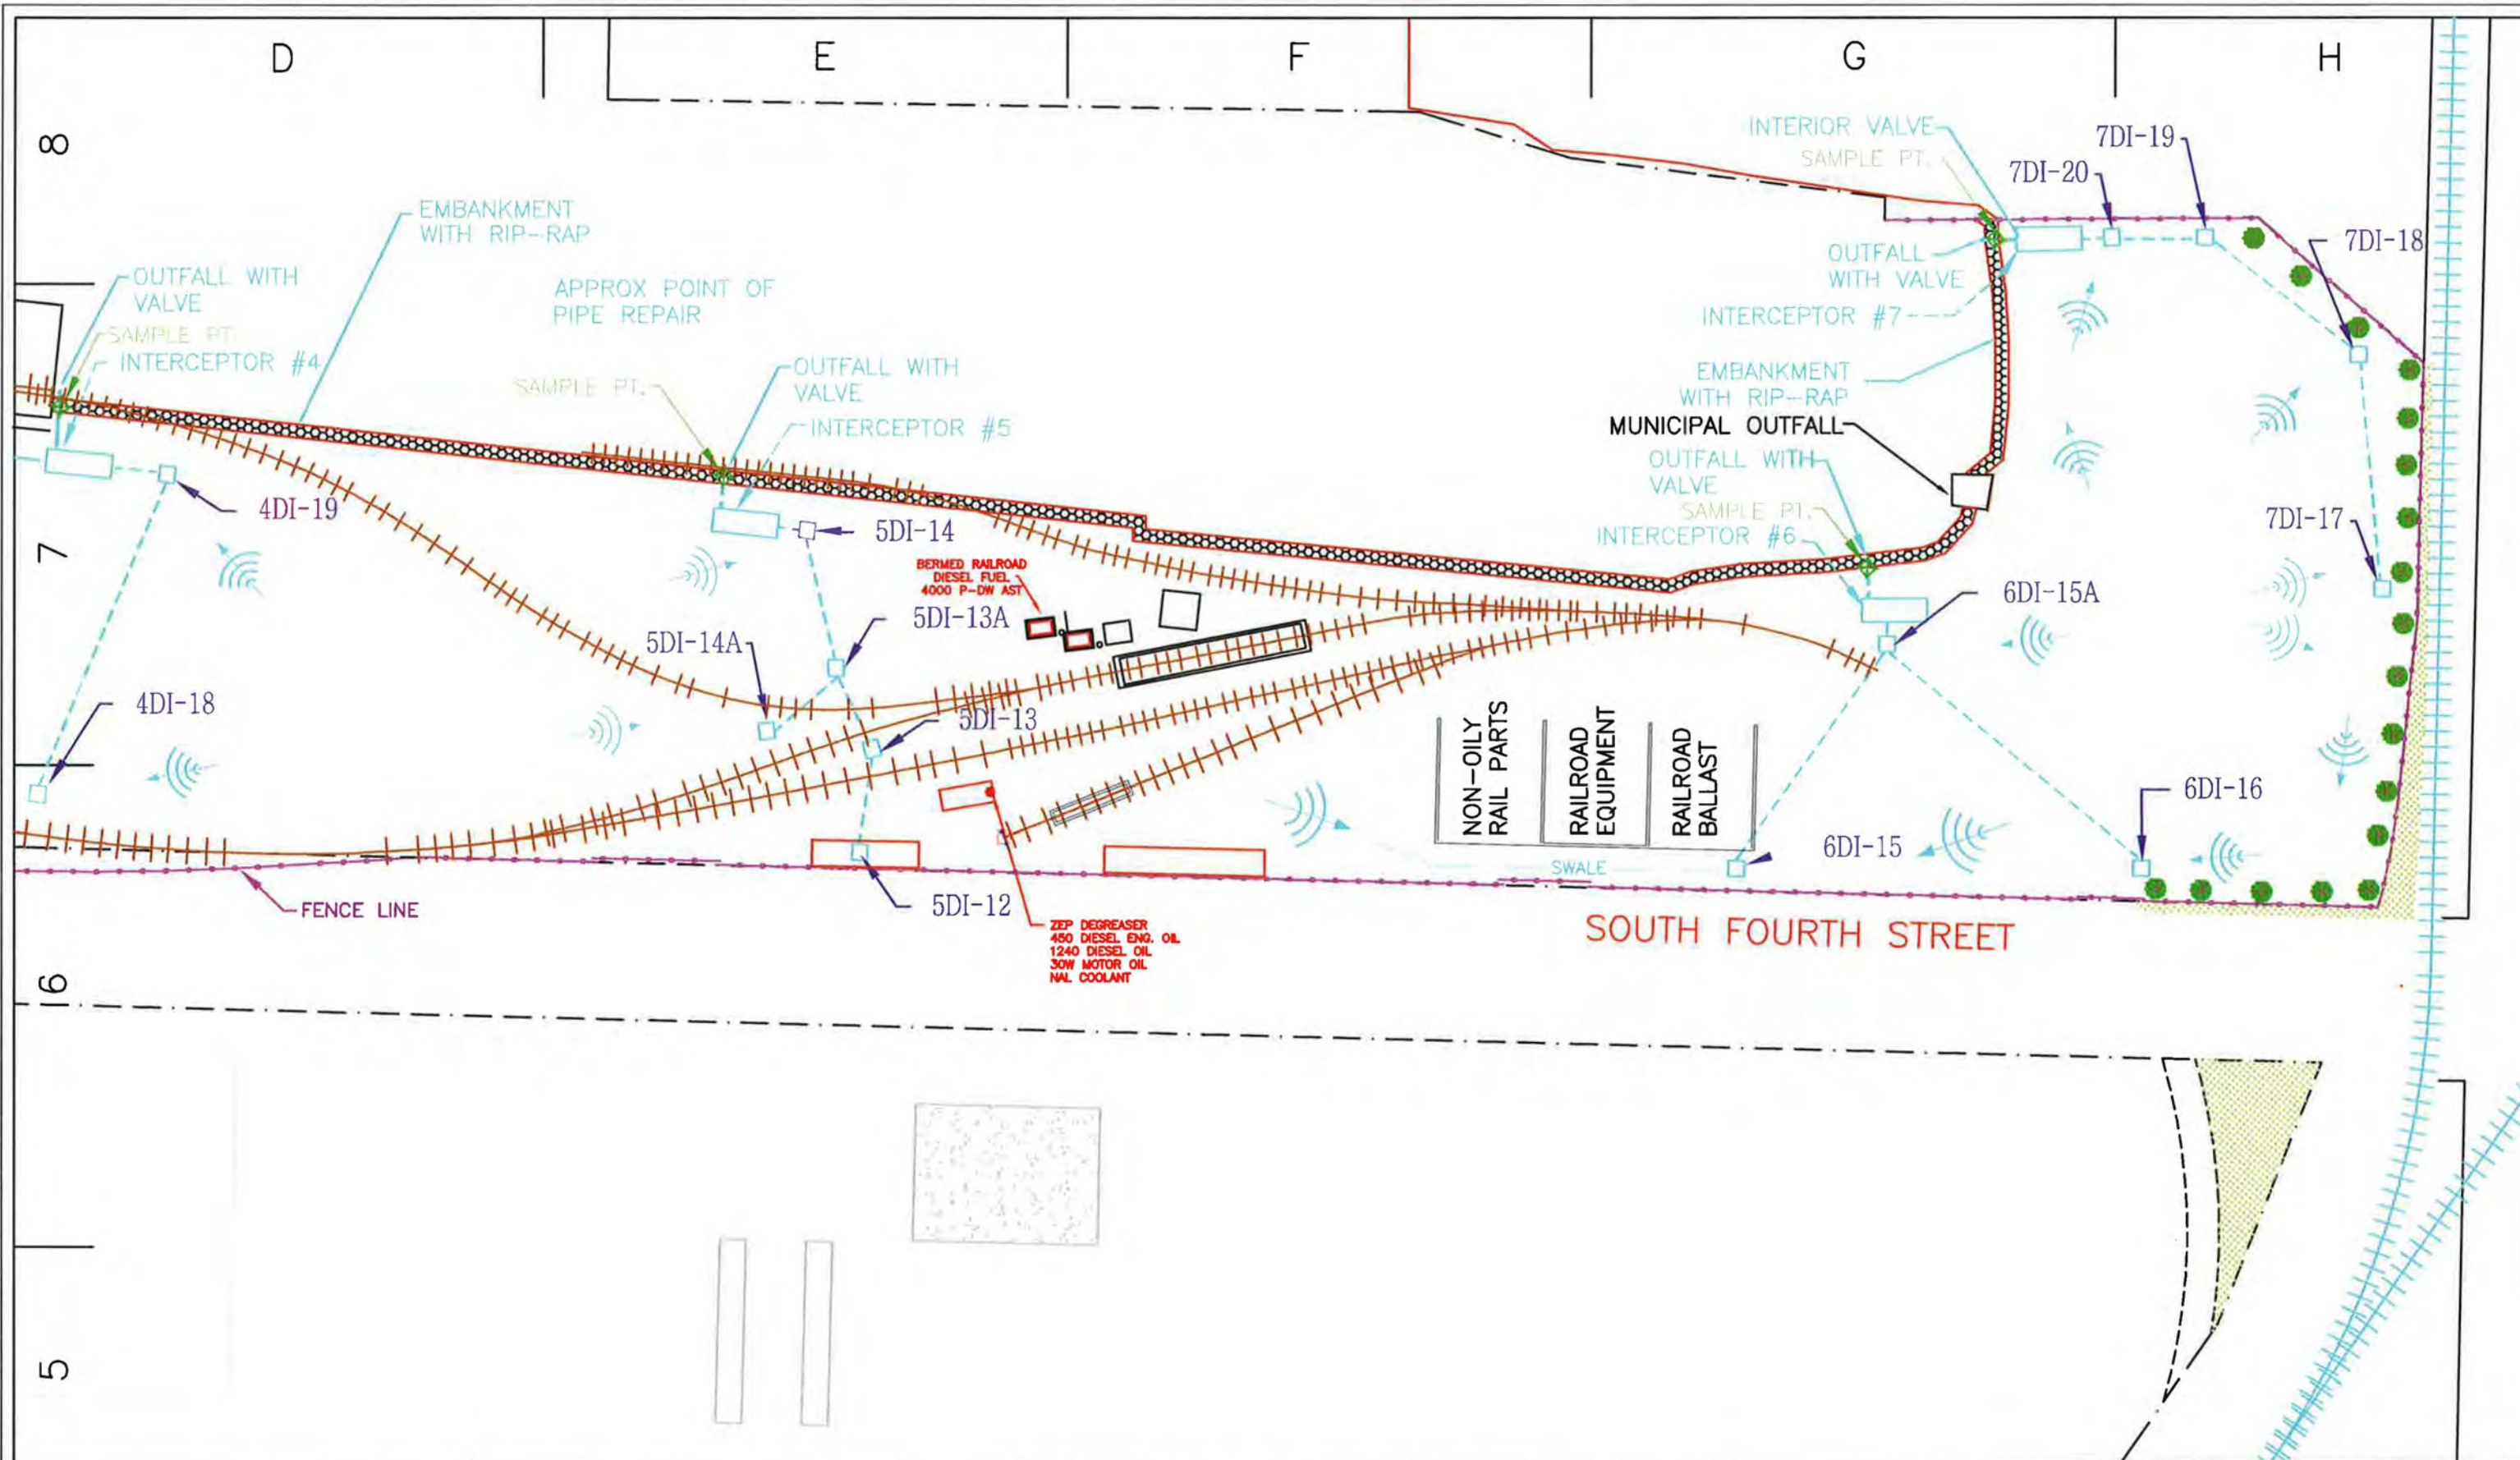 D
E
F
G
H
8
7
6
5
INTERIOR VALVE
SAMPLE PT.
7DI-19
7DI-20
7DI-18
EMBANKMENT
WITH RIP-RAP
OUTFALL WITH
VALVE
SAMPLE PT.
INTERCEPTOR #4
APPROX POINT OF
PIPE REPAIR
OUTFALL
WITH VALVE
INTERCEPTOR #7
SAMPLE PT.
OUTFALL WITH
VALVE
INTERCEPTOR #5
EMBANKMENT
WITH RIP-RAP
MUNICIPAL OUTFALL
OUTFALL WITH
VALVE
SAMPLE PT.
INTERCEPTOR #6
7DI-17
4DI-19
5DI-14
BERMED RAILROAD
DIESEL FUEL
4000 P-DW AST
5DI-13A
5DI-14A
6DI-15A
4DI-18
5DI-13
NON-OILY
RAIL PARTS
RAILROAD
EQUIPMENT
RAILROAD
BALLAST
6DI-16
6DI-15
SWALE
FENCE LINE
5DI-12
ZEP DEGREASER
450 DIESEL ENG. OIL
1240 DIESEL OIL
30W MOTOR OIL
NAL COOLANT
SOUTH FOURTH STREET